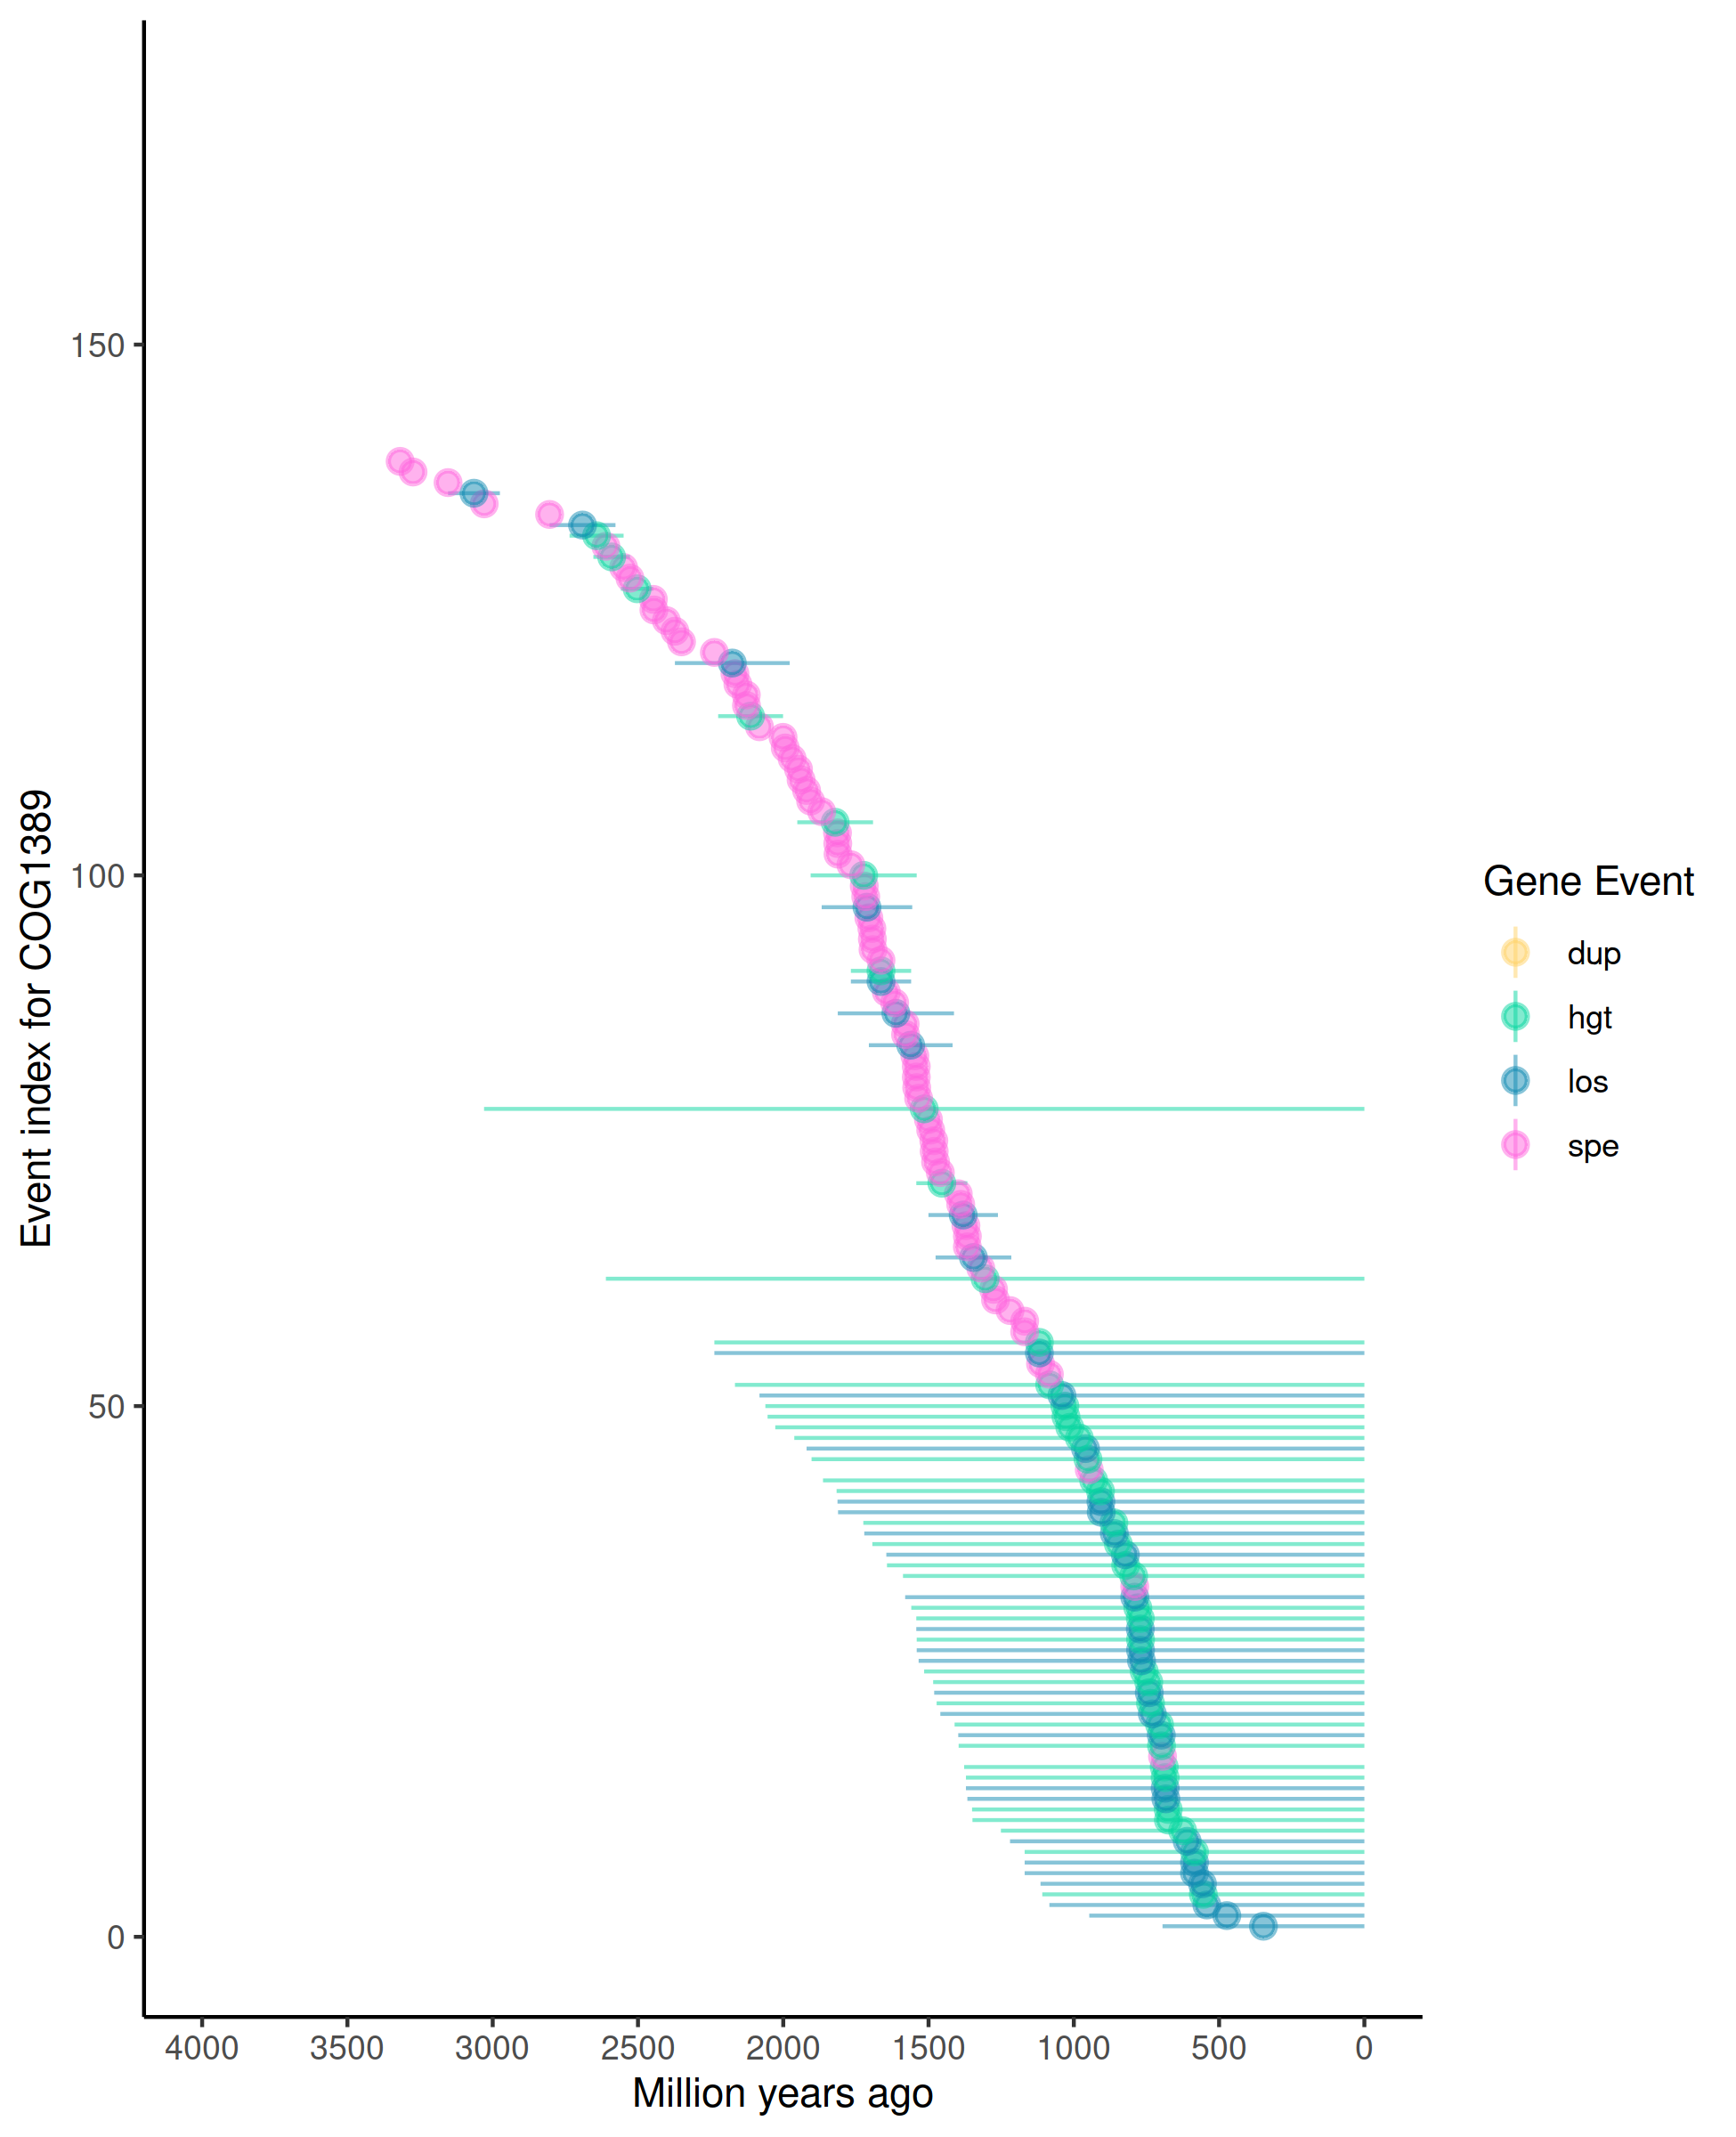 Event index for COG1389
150
100
50
0
4000 3500 3000 2500 2000 1500 1000 500 0
Million years ago
Gene Event
dup
hgt
los
spe